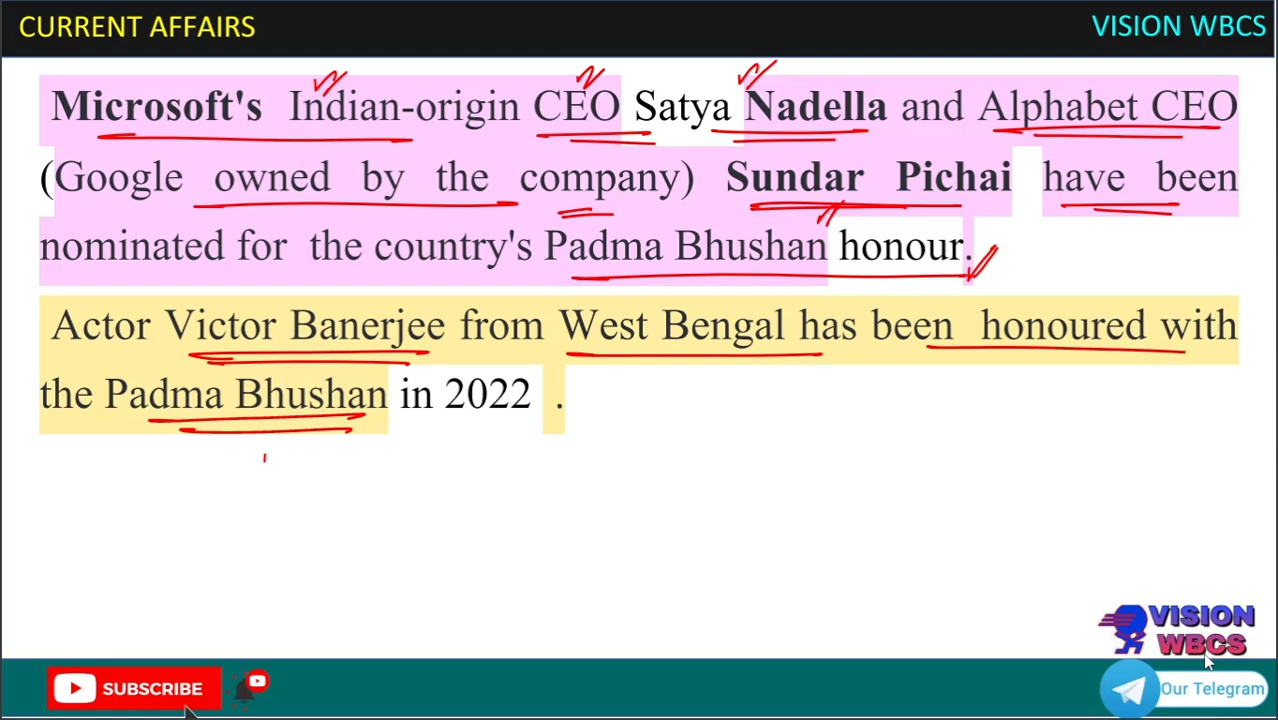 CURRENT AFFAIRS
VISION WBCS
Microsoft's Indian-origin CEO Satya Nadella and Alphabet CEO
(Google owned by the company) Sundar Pichai have been
nominated for the country's Padma Bhushan honour.
Actor Victor Banerjee from West Bengal has been honoured with
the Padma Bhushan in 2022 .
VISION
WBCS
SUBSCRIBE
Our Telegram